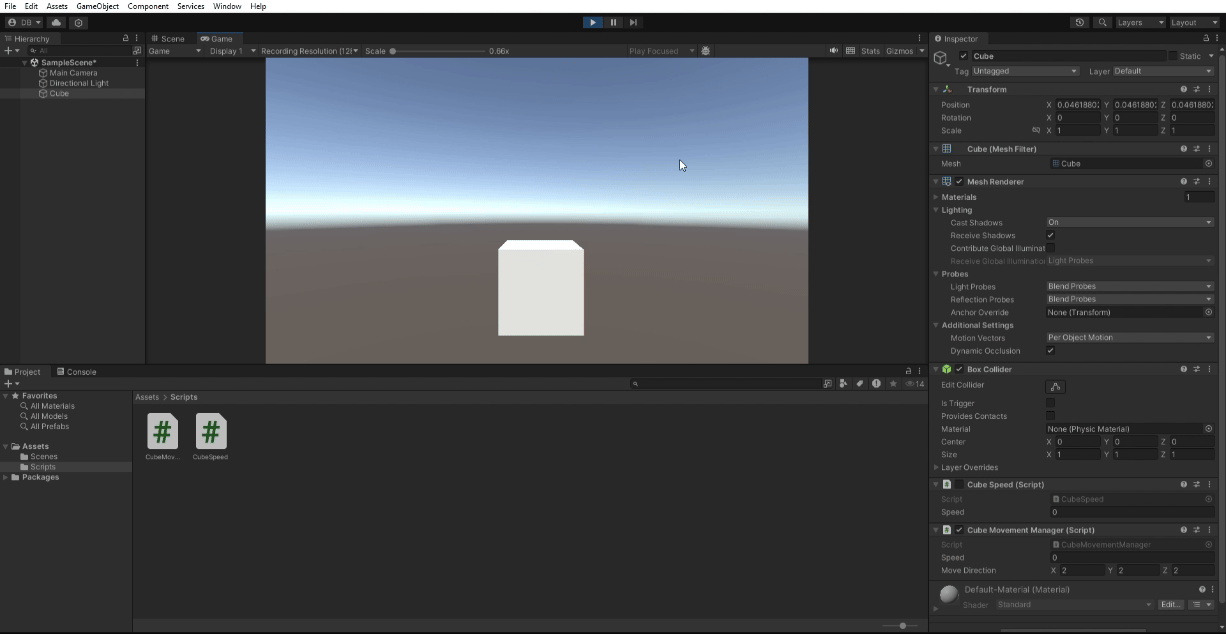 File Edit Assets GameObject Component Services Window Help
DB Layers Layout
Hierarchy
All
SampleScene*
Main Camera
Directional Light
Cube
Scene Game
Game Display 1 Scale 0.66x Play Focused Stats Gizmos
Project Console
14
Favorites
All Materials
All Models
All Prefabs
Assets
Scenes
Scripts
Packages
Assets > Scripts
CubeMov... CubeSpeed
Inspector
Cube Static
Tag Untagged Layer Default
Transform
Position X 0.0461880 Y 0.0461880 Z 0.0461880
Rotation X 0 Y 0 Z 0
Scale X 1 Y 1 Z 1
Cube (Mesh Filter)
Mesh Cube
Mesh Renderer
Materials 1
Lighting
Cast Shadows On
Receive Shadows
Contribute Global Illuminat
Receive Global Illumination Light Probes
Probes
Light Probes Blend Probes
Reflection Probes Blend Probes
Anchor Override None (Transform)
Additional Settings
Motion Vectors Per Object Motion
Dynamic Occlusion
Box Collider
Edit Collider
Is Trigger
Provides Contacts
Material None (Physic Material)
Center X 0 Y 0 Z 0
Size X 1 Y 1 Z 1
Layer Overrides
Cube Speed (Script)
Script CubeSpeed
Speed 0
Cube Movement Manager (Script)
Script CubeMovementManager
Speed 0
Move Direction X 2 Y 2 Z 2
Default-Material (Material)
Shader Standard Edit...